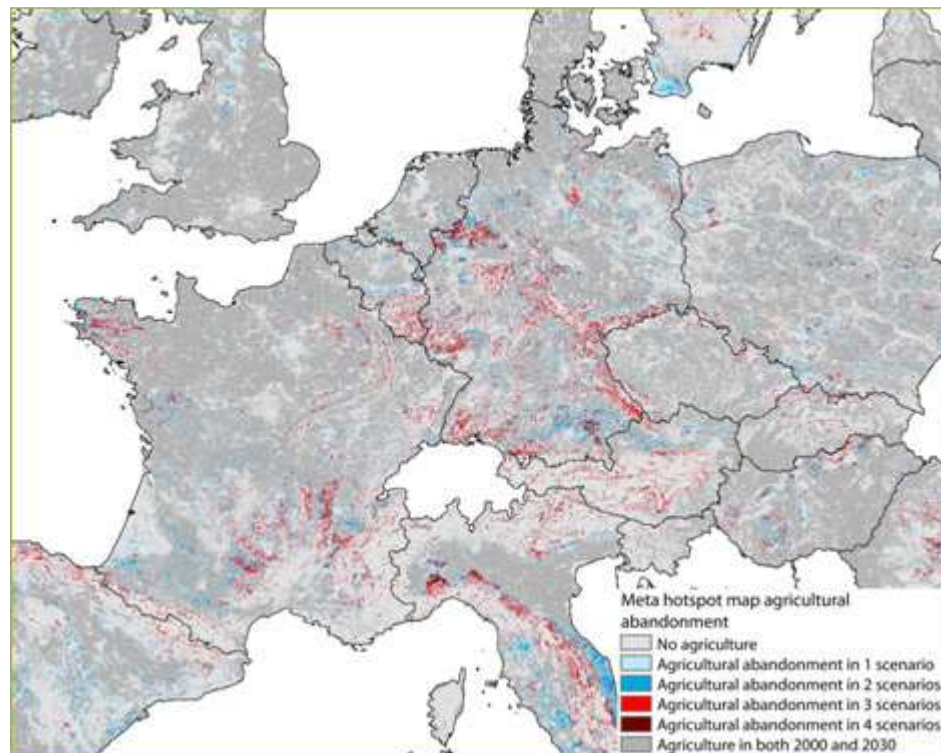 Meta hotspot map agricultural
abandonment
No agriculture
Agricultural abandonment in 1 scenario
Agricultural abandonment in 2 scenarios
Agricultural abandonment in 3 scenarios
Agricultural abandonment in 4 scenarios
Agriculture in both 2000 and 2030